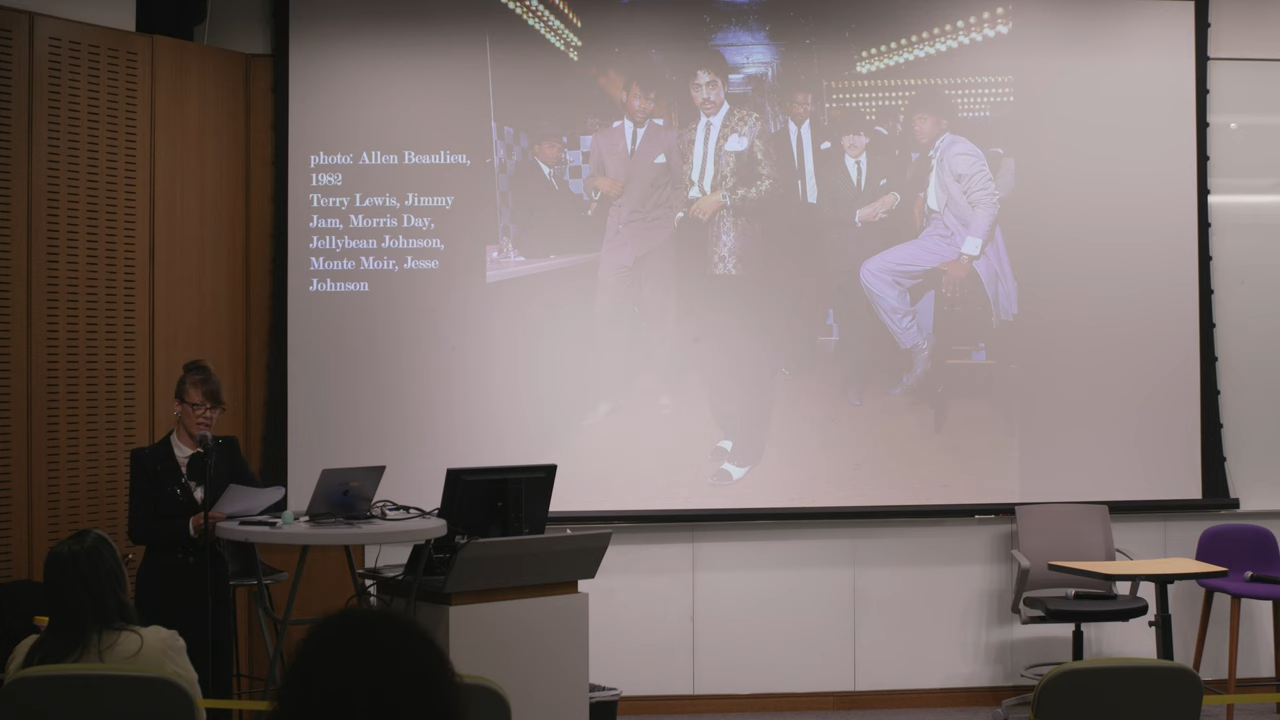 photo: Allen Beaulieu,
1982
Terry Lewis, Jimmy
Jam, Morris Day,
Jellybean Johnson,
Monte Moir, Jesse
Johnson